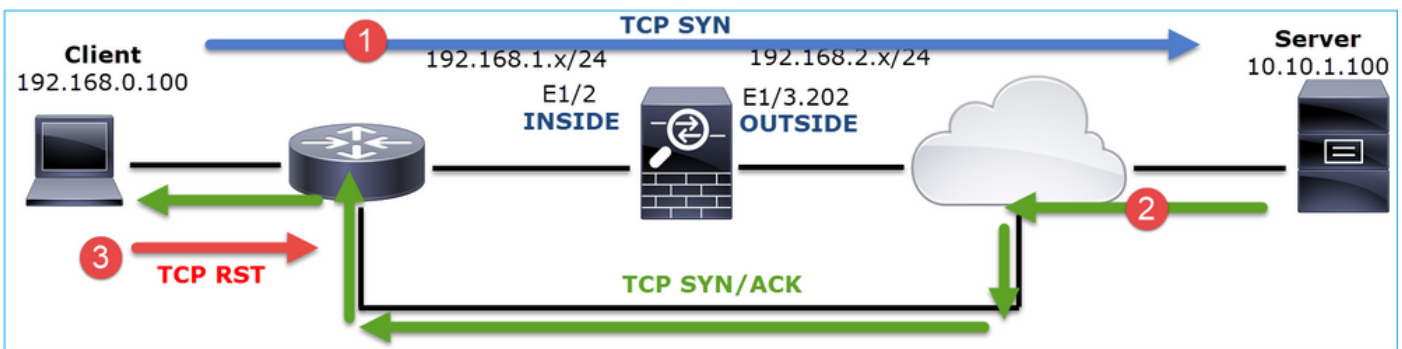 TCP SYN
1
Client
192.168.0.100
192.168.1.x/24
192.168.2.x/24
Server
10.10.1.100
E1/2
INSIDE
E1/3.202
OUTSIDE
2
3
TCP RST
TCP SYN/ACK